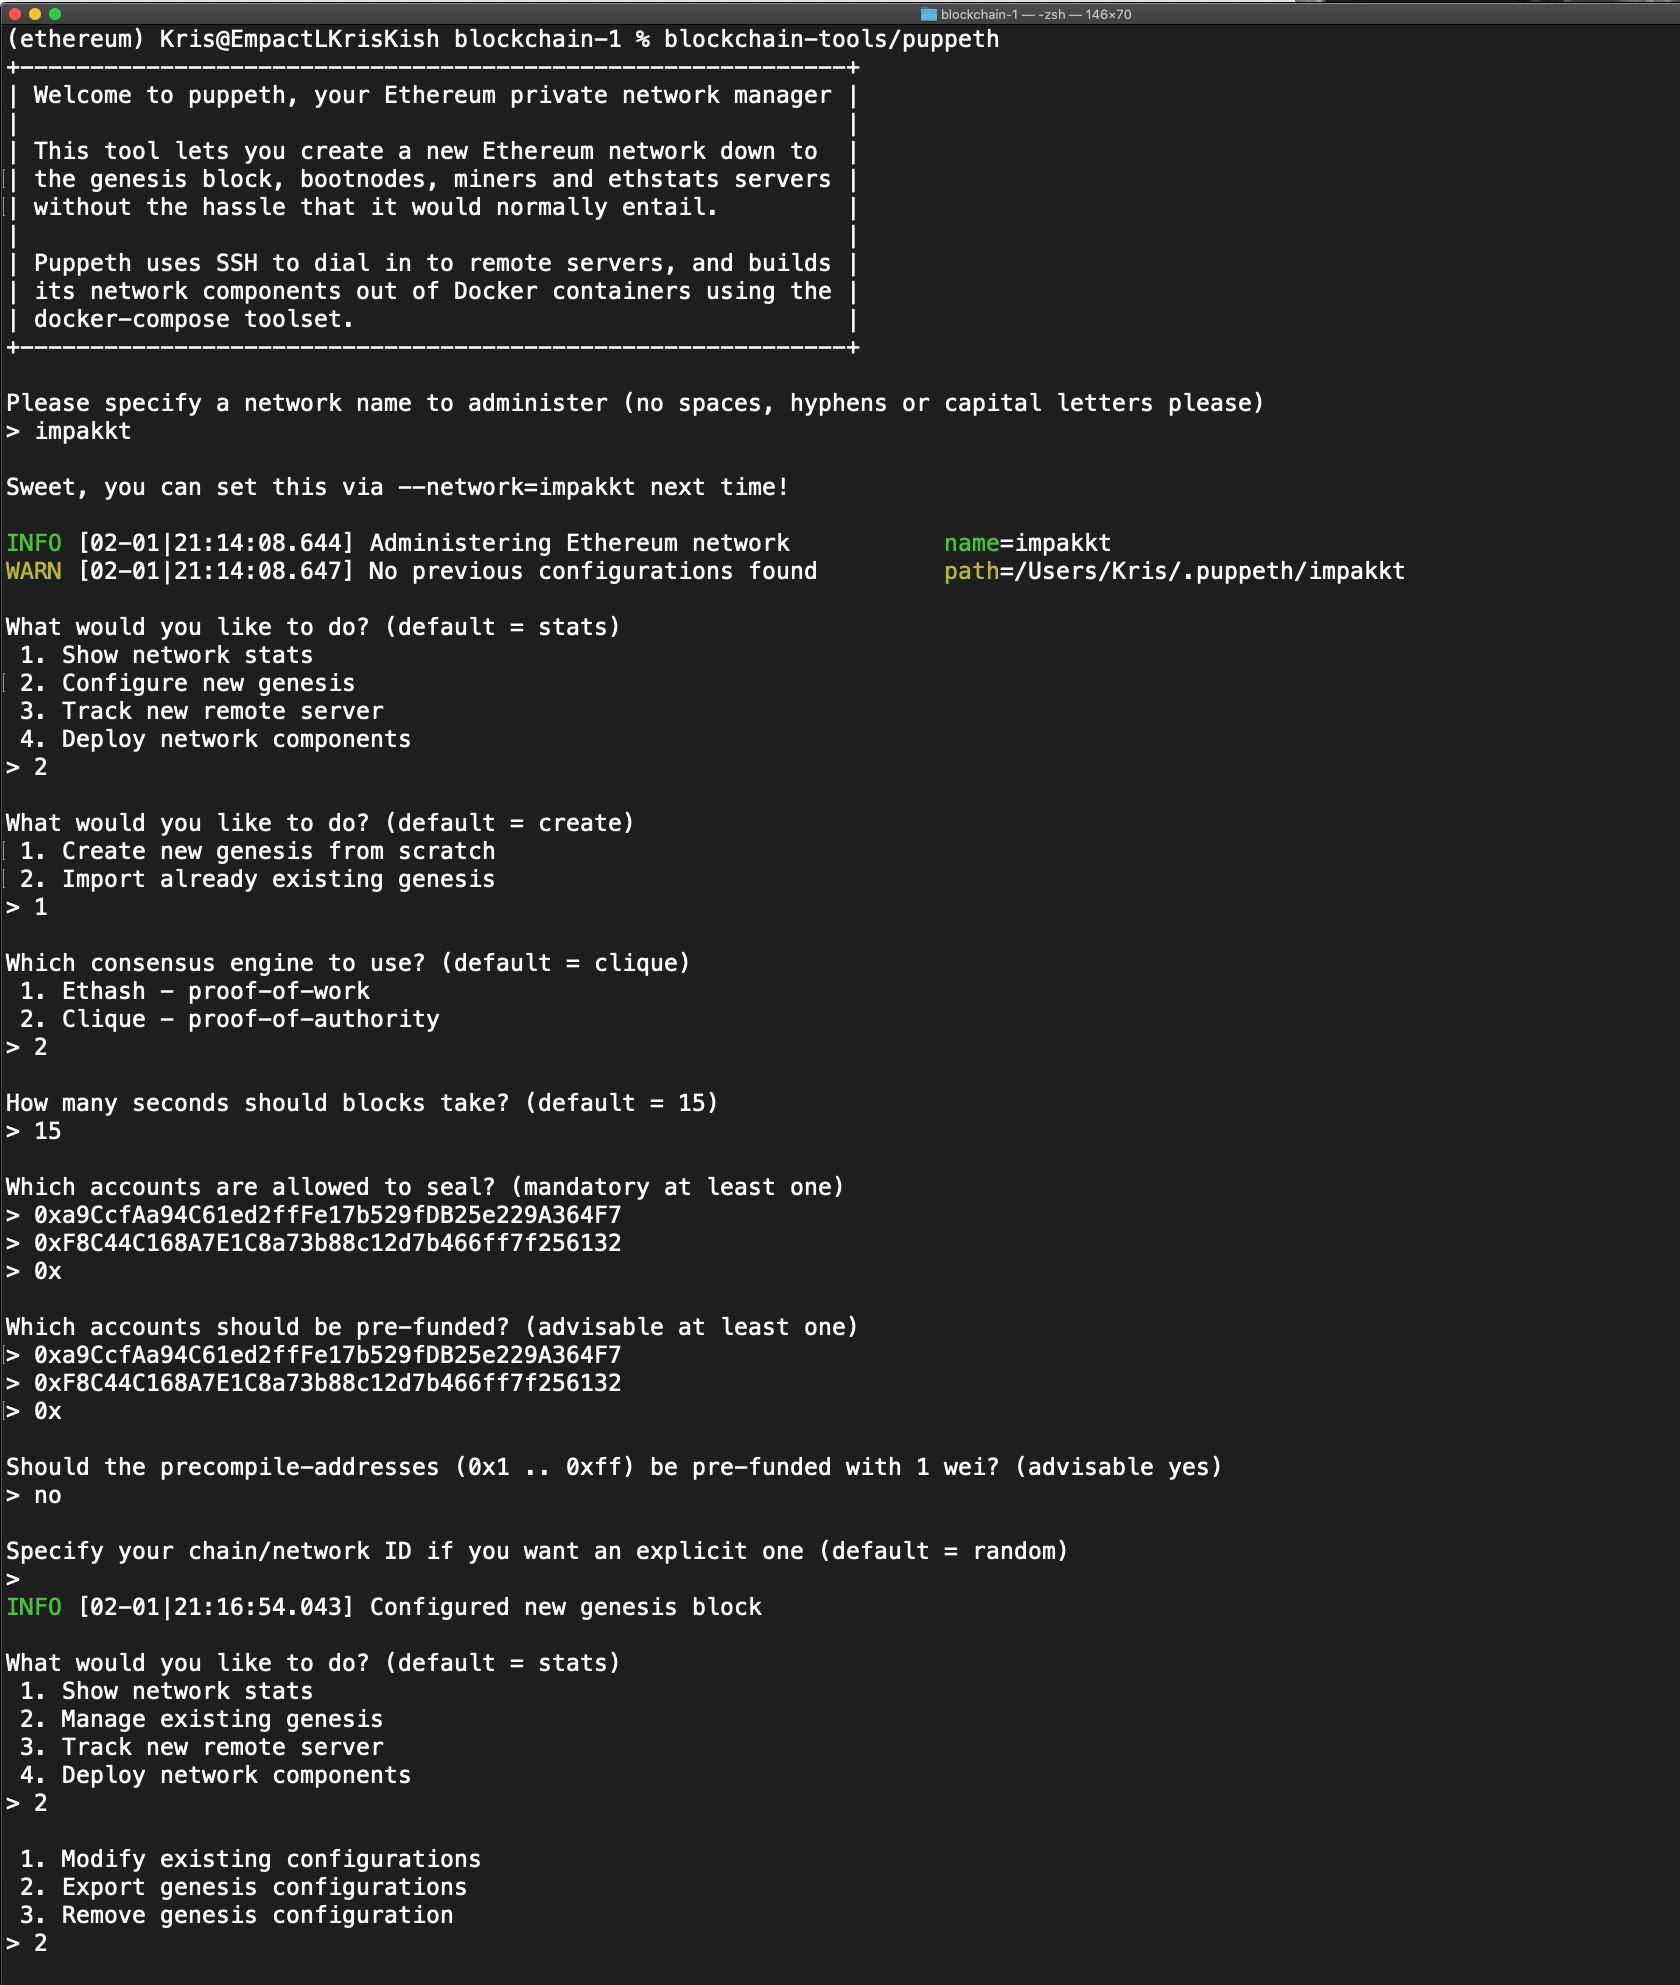 blockchain-1 — -zsh — 146×70
(ethereum) Kris@EmpactLKrisKish blockchain-1 % blockchain-tools/puppeth
+-----------------------------------------------------------+
| Welcome to puppeth, your Ethereum private network manager |
|                                                           |
| This tool lets you create a new Ethereum network down to  |
| the genesis block, bootnodes, miners and ethstats servers |
| without the hassle that it would normally entail.         |
|                                                           |
| Puppeth uses SSH to dial in to remote servers, and builds |
| its network components out of Docker containers using the |
| docker-compose toolset.                                   |
+-----------------------------------------------------------+
Please specify a network name to administer (no spaces, hyphens or capital letters please)
> impakkt
Sweet, you can set this via --network=impakkt next time!
INFO [02-01|21:14:08.644] Administering Ethereum network           name=impakkt
WARN [02-01|21:14:08.647] No previous configurations found         path=/Users/Kris/.puppeth/impakkt
What would you like to do? (default = stats)
 1. Show network stats
 2. Configure new genesis
 3. Track new remote server
 4. Deploy network components
> 2
What would you like to do? (default = create)
 1. Create new genesis from scratch
 2. Import already existing genesis
> 1
Which consensus engine to use? (default = clique)
 1. Ethash - proof-of-work
 2. Clique - proof-of-authority
> 2
How many seconds should blocks take? (default = 15)
> 15
Which accounts are allowed to seal? (mandatory at least one)
> 0xa9CcfAa94C61ed2ffFe17b529fDB25e229A364F7
> 0xF8C44C168A7E1C8a73b88c12d7b466ff7f256132
> 0x
Which accounts should be pre-funded? (advisable at least one)
> 0xa9CcfAa94C61ed2ffFe17b529fDB25e229A364F7
> 0xF8C44C168A7E1C8a73b88c12d7b466ff7f256132
> 0x
Should the precompile-addresses (0x1 .. 0xff) be pre-funded with 1 wei? (advisable yes)
> no
Specify your chain/network ID if you want an explicit one (default = random)
>
INFO [02-01|21:16:54.043] Configured new genesis block
What would you like to do? (default = stats)
 1. Show network stats
 2. Manage existing genesis
 3. Track new remote server
 4. Deploy network components
> 2
 1. Modify existing configurations
 2. Export genesis configurations
 3. Remove genesis configuration
> 2